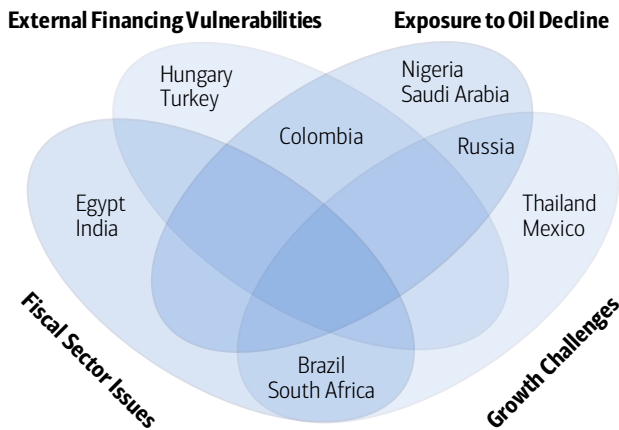 External Financing Vulnerabilities
Exposure to Oil Decline
Hungary
Turkey
Nigeria
Saudi Arabia
Colombia
Russia
Egypt
India
Thailand
Mexico
Fiscal Sector Issues
Growth Challenges
Brazil
South Africa